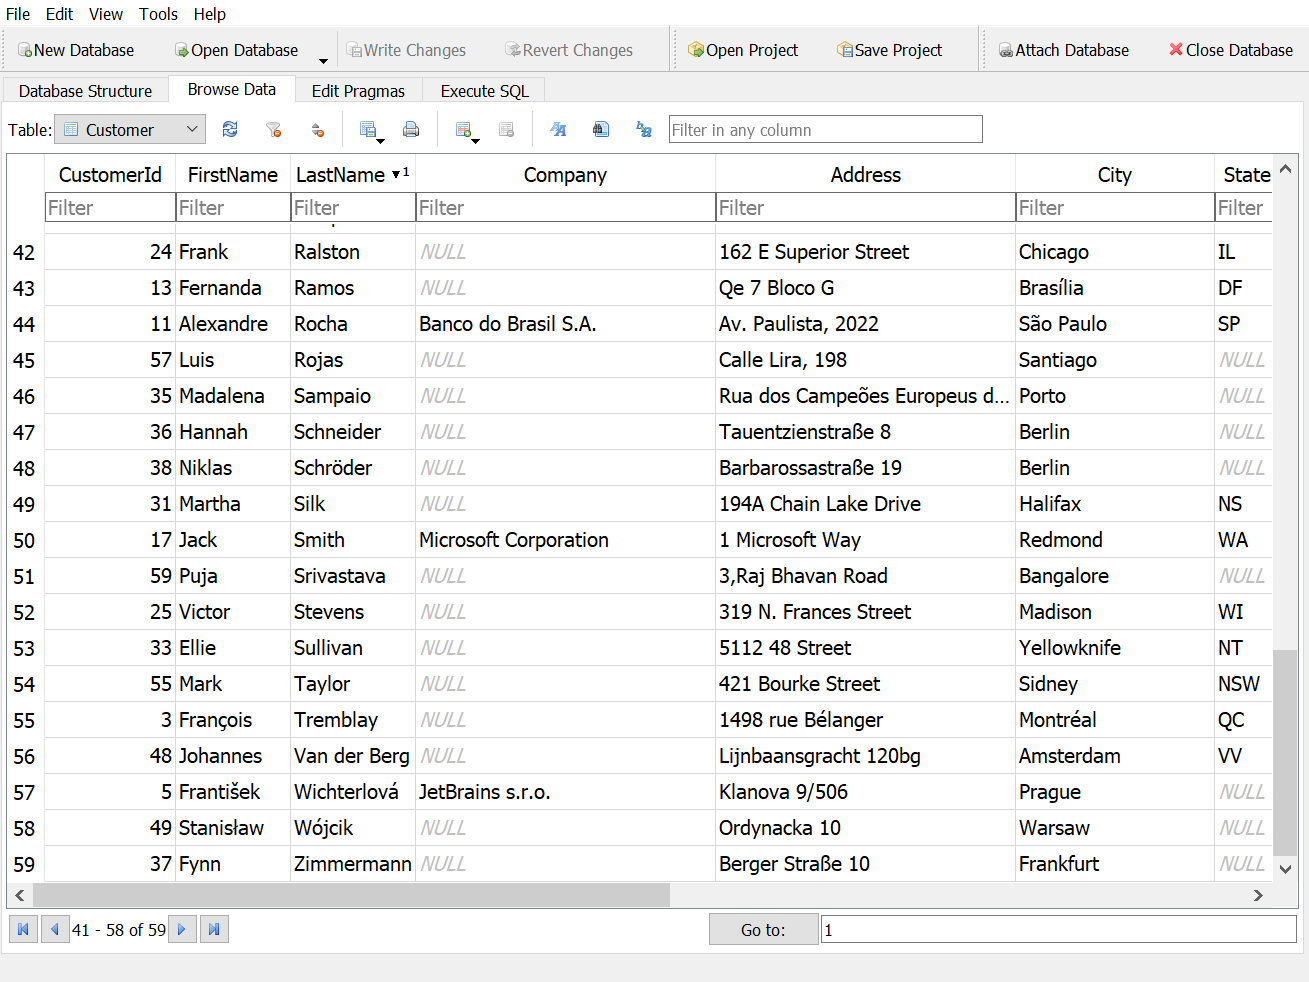 File Edit View Tools Help
New Database Open Database Write Changes Revert Changes Open Project Save Project Attach Database Close Database
Database Structure Browse Data Edit Pragmas Execute SQL
Table: Customer Filter in any column
CustomerId FirstName LastName 1 Company Address City State
Filter Filter Filter Filter Filter Filter Filter
42 24 Frank Ralston NULL 162 E Superior Street Chicago IL
43 13 Fernanda Ramos NULL Qe 7 Bloco G Brasília DF
44 11 Alexandre Rocha Banco do Brasil S.A. Av. Paulista, 2022 São Paulo SP
45 57 Luis Rojas NULL Calle Lira, 198 Santiago NULL
46 35 Madalena Sampaio NULL Rua dos Campeões Europeus d... Porto NULL
47 36 Hannah Schneider NULL Tauentzienstraße 8 Berlin NULL
48 38 Niklas Schröder NULL Barbarossastraße 19 Berlin NULL
49 31 Martha Silk NULL 194A Chain Lake Drive Halifax NS
50 17 Jack Smith Microsoft Corporation 1 Microsoft Way Redmond WA
51 59 Puja Srivastava NULL 3,Raj Bhavan Road Bangalore NULL
52 25 Victor Stevens NULL 319 N. Frances Street Madison WI
53 33 Ellie Sullivan NULL 5112 48 Street Yellowknife NT
54 55 Mark Taylor NULL 421 Bourke Street Sidney NSW
55 3 François Tremblay NULL 1498 rue Bélanger Montréal QC
56 48 Johannes Van der Berg NULL Lijnbaansgracht 120bg Amsterdam VV
57 5 František Wichterlová JetBrains s.r.o. Klanova 9/506 Prague NULL
58 49 Stanisław Wójcik NULL Ordynacka 10 Warsaw NULL
59 37 Fynn Zimmermann NULL Berger Straße 10 Frankfurt NULL
41 - 58 of 59 Go to: 1